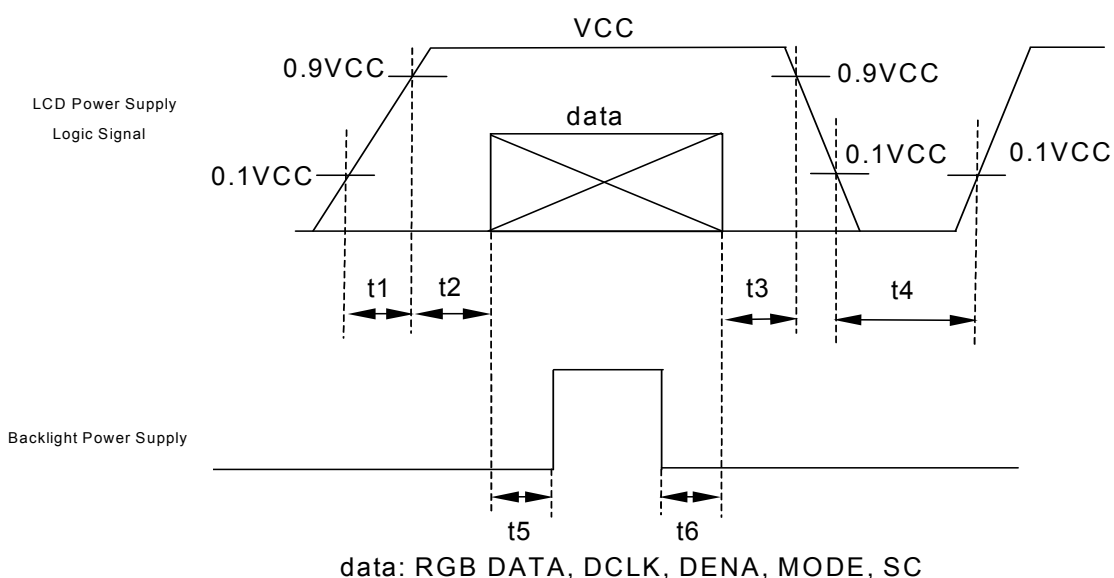 VCC
0.9VCC
0.9VCC
LCD Power Supply
Logic Signal
data
0.1VCC
0.1VCC
0.1VCC
t1
t2
t3
t4
Backlight Power Supply
t5
t6
data: RGB DATA, DCLK, DENA, MODE, SC